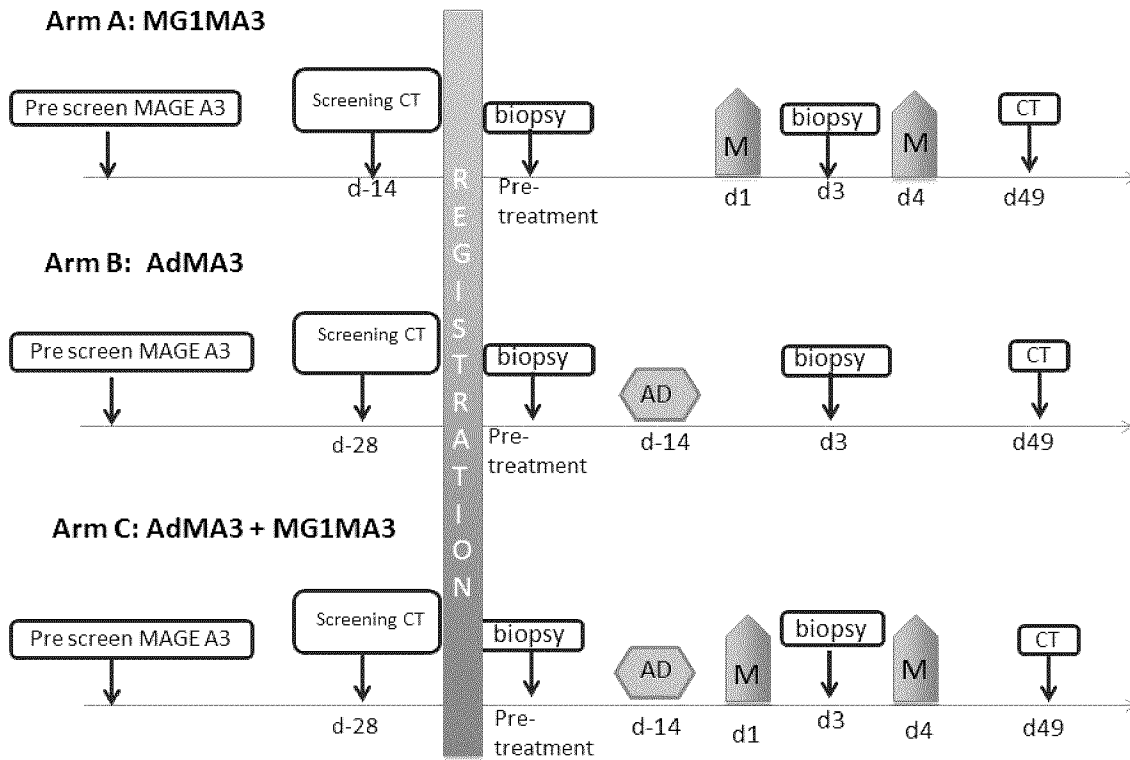 Arm A: MG1MA3
Pre screen MAGE A3
Screening CT
biopsy
M
biopsy
M
CT
d-14
Pre-
treatment
d1
d3
d4
d49
REGISTRATION
Arm B: AdMA3
Pre screen MAGE A3
Screening CT
biopsy
AD
biopsy
CT
d-28
Pre-
treatment
d-14
d3
d49
Arm C: AdMA3 + MG1MA3
Pre screen MAGE A3
Screening CT
biopsy
AD
M
biopsy
M
CT
d-28
Pre-
treatment
d-14
d1
d3
d4
d49